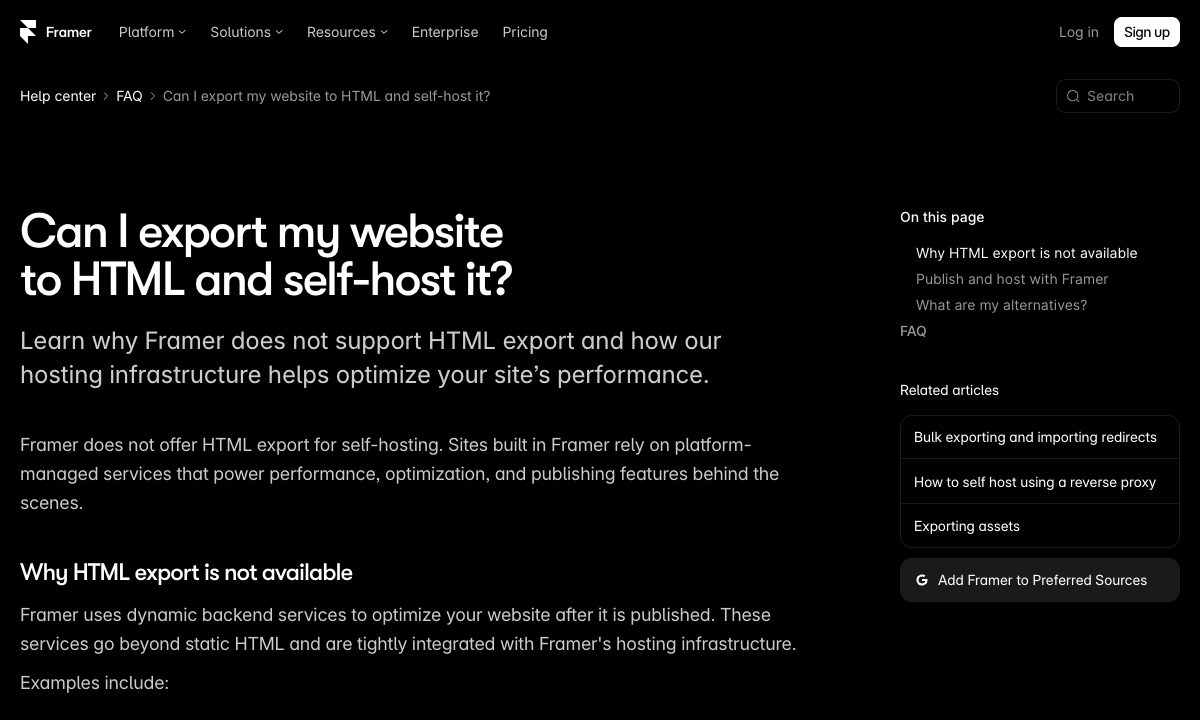 Framer
Platform
Solutions
Resources
Enterprise
Pricing
Log in
Sign up
Help center
FAQ
Can I export my website to HTML and self-host it?
Search
Can I export my website
to HTML and self-host it?
Learn why Framer does not support HTML export and how our
hosting infrastructure helps optimize your site’s performance.
Framer does not offer HTML export for self-hosting. Sites built in Framer rely on platform-
managed services that power performance, optimization, and publishing features behind the
scenes.
Why HTML export is not available
Framer uses dynamic backend services to optimize your website after it is published. These
services go beyond static HTML and are tightly integrated with Framer's hosting infrastructure.
Examples include:
On this page
Why HTML export is not available
Publish and host with Framer
What are my alternatives?
FAQ
Related articles
Bulk exporting and importing redirects
How to self host using a reverse proxy
Exporting assets
Add Framer to Preferred Sources